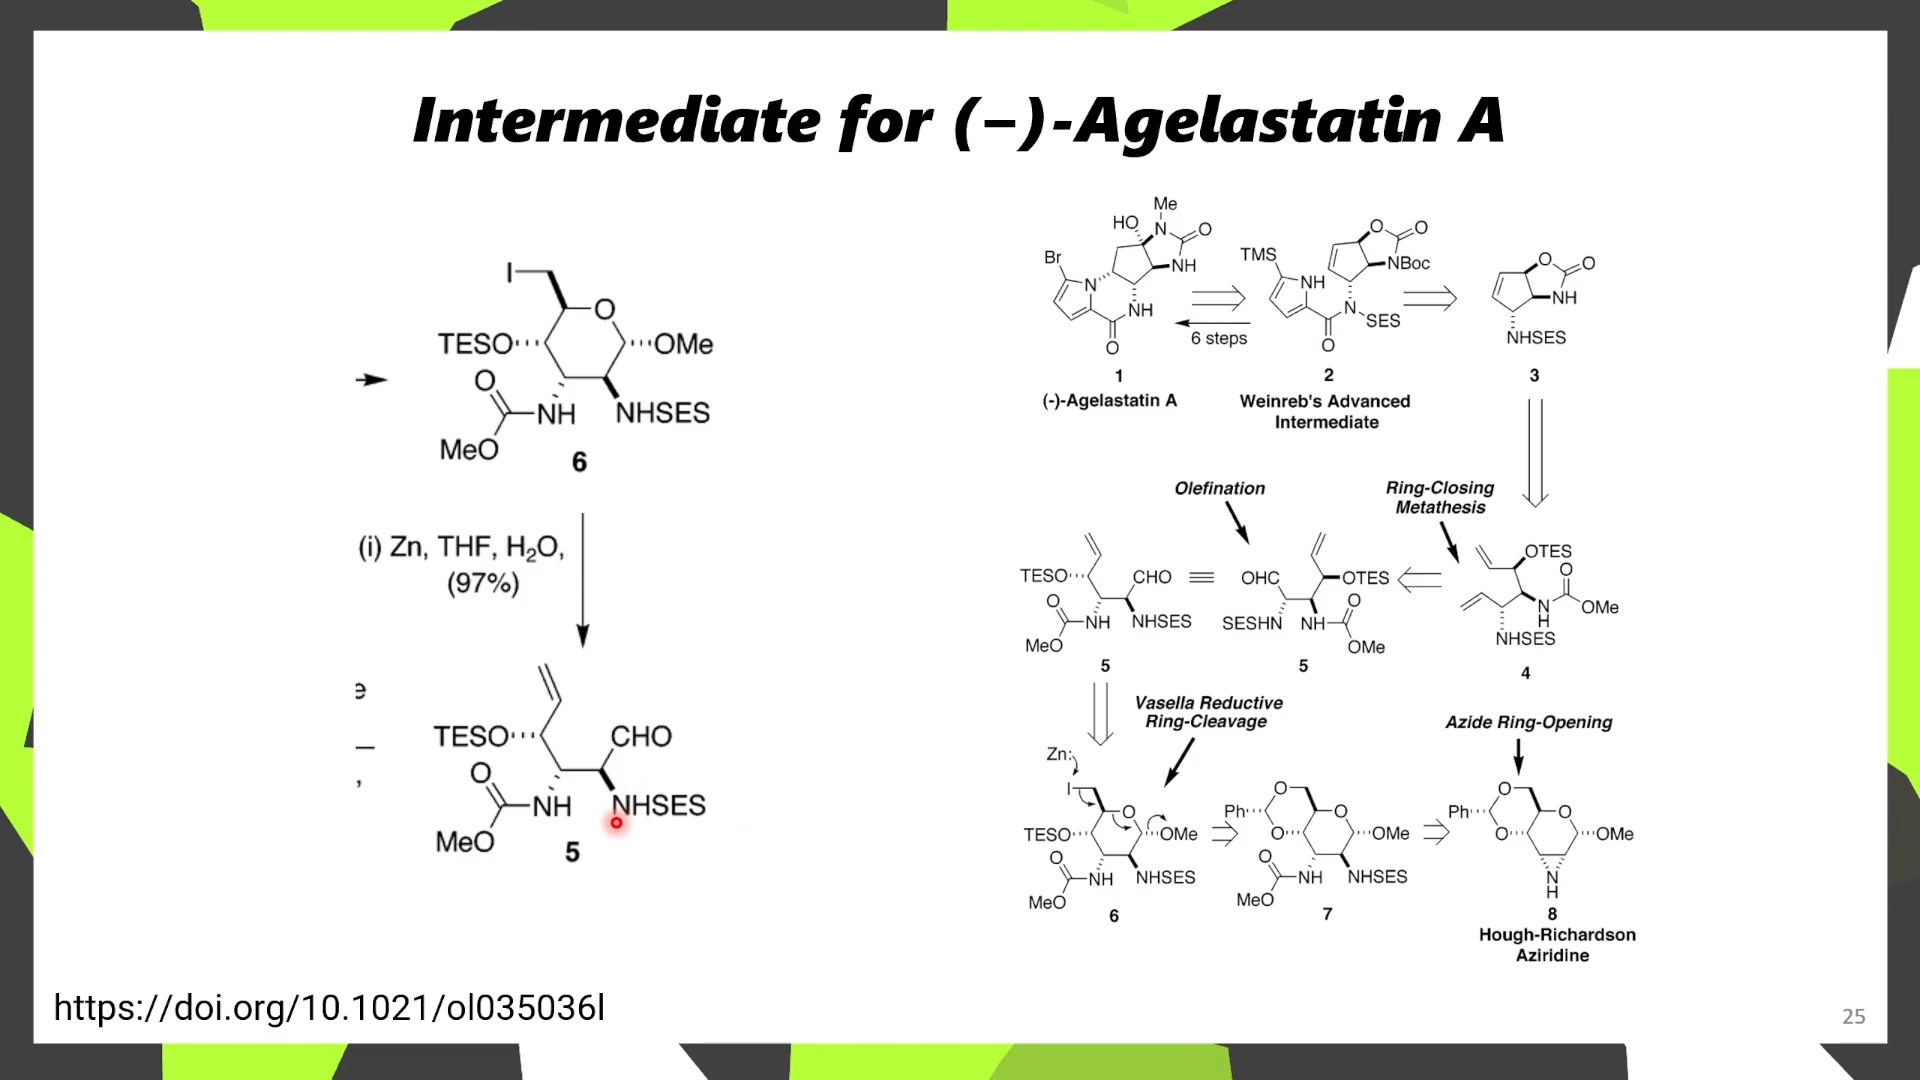 Intermediate for (−)-Agelastatin A
I
O
TESO
OMe
O
NH
NHSES
MeO
6
(i) Zn, THF, H₂O,
(97%)
e
TESO
CHO
O
NH
NHSES
MeO
5
Me
HO
N
O
Br
N
NH
NH
O
1
(-)-Agelastatin A
6 steps
O
O
TMS
NBoc
NH
N
SES
O
2
Weinreb's Advanced
Intermediate
O
O
NH
NHSES
3
Olefination
Ring-Closing
Metathesis
TESO
CHO
O
NH
NHSES
MeO
5
OHC
OTES
O
SESHN
NH
OMe
5
OTES
O
N
H
OMe
NHSES
4
Vasella Reductive
Ring-Cleavage
Azide Ring-Opening
Zn:
I
O
TESO
OMe
O
NH
NHSES
MeO
6
O
Ph
O
O
OMe
O
NH
NHSES
MeO
7
O
Ph
O
O
OMe
N
H
8
Hough-Richardson
Aziridine
https://doi.org/10.1021/ol035036l
25